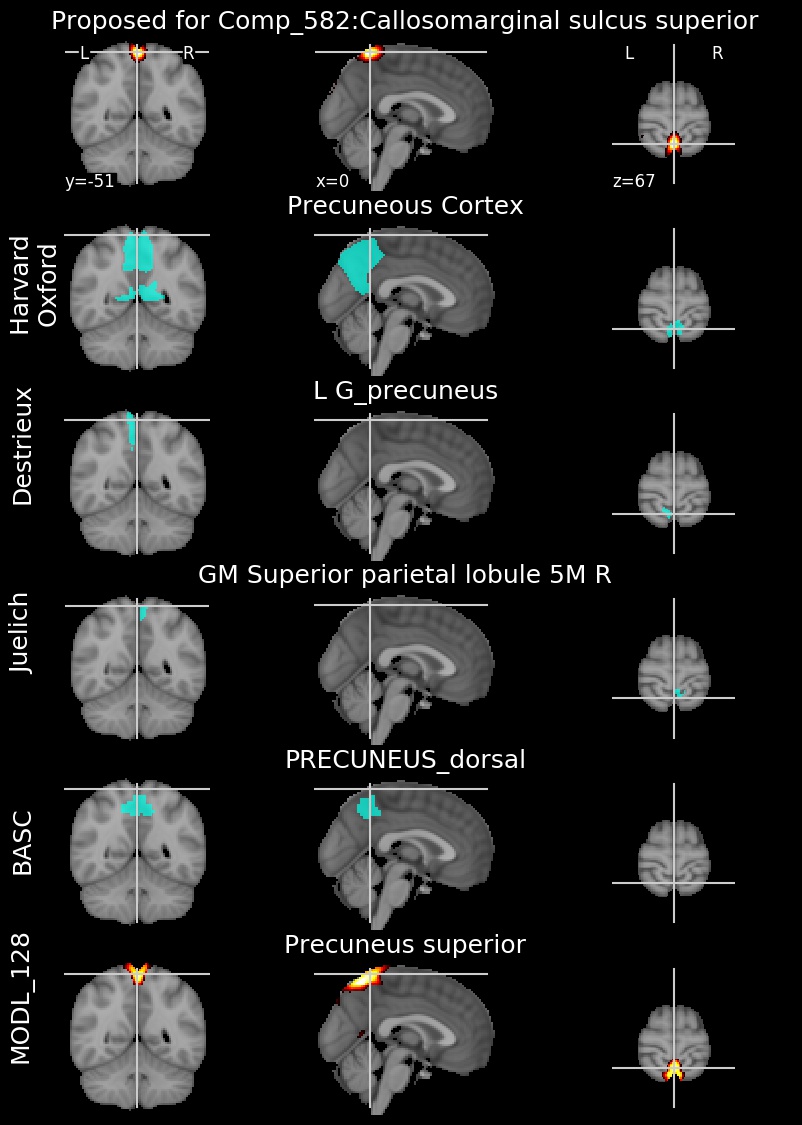 Proposed for Comp_582:Callosomarginal sulcus superior
L R
L R
y=-51
x=0
z=67
Precuneous Cortex
Harvard
Oxford
L G_precuneus
Destrieux
GM Superior parietal lobule 5M R
Juelich
PRECUNEUS_dorsal
BASC
Precuneus superior
MODL_128